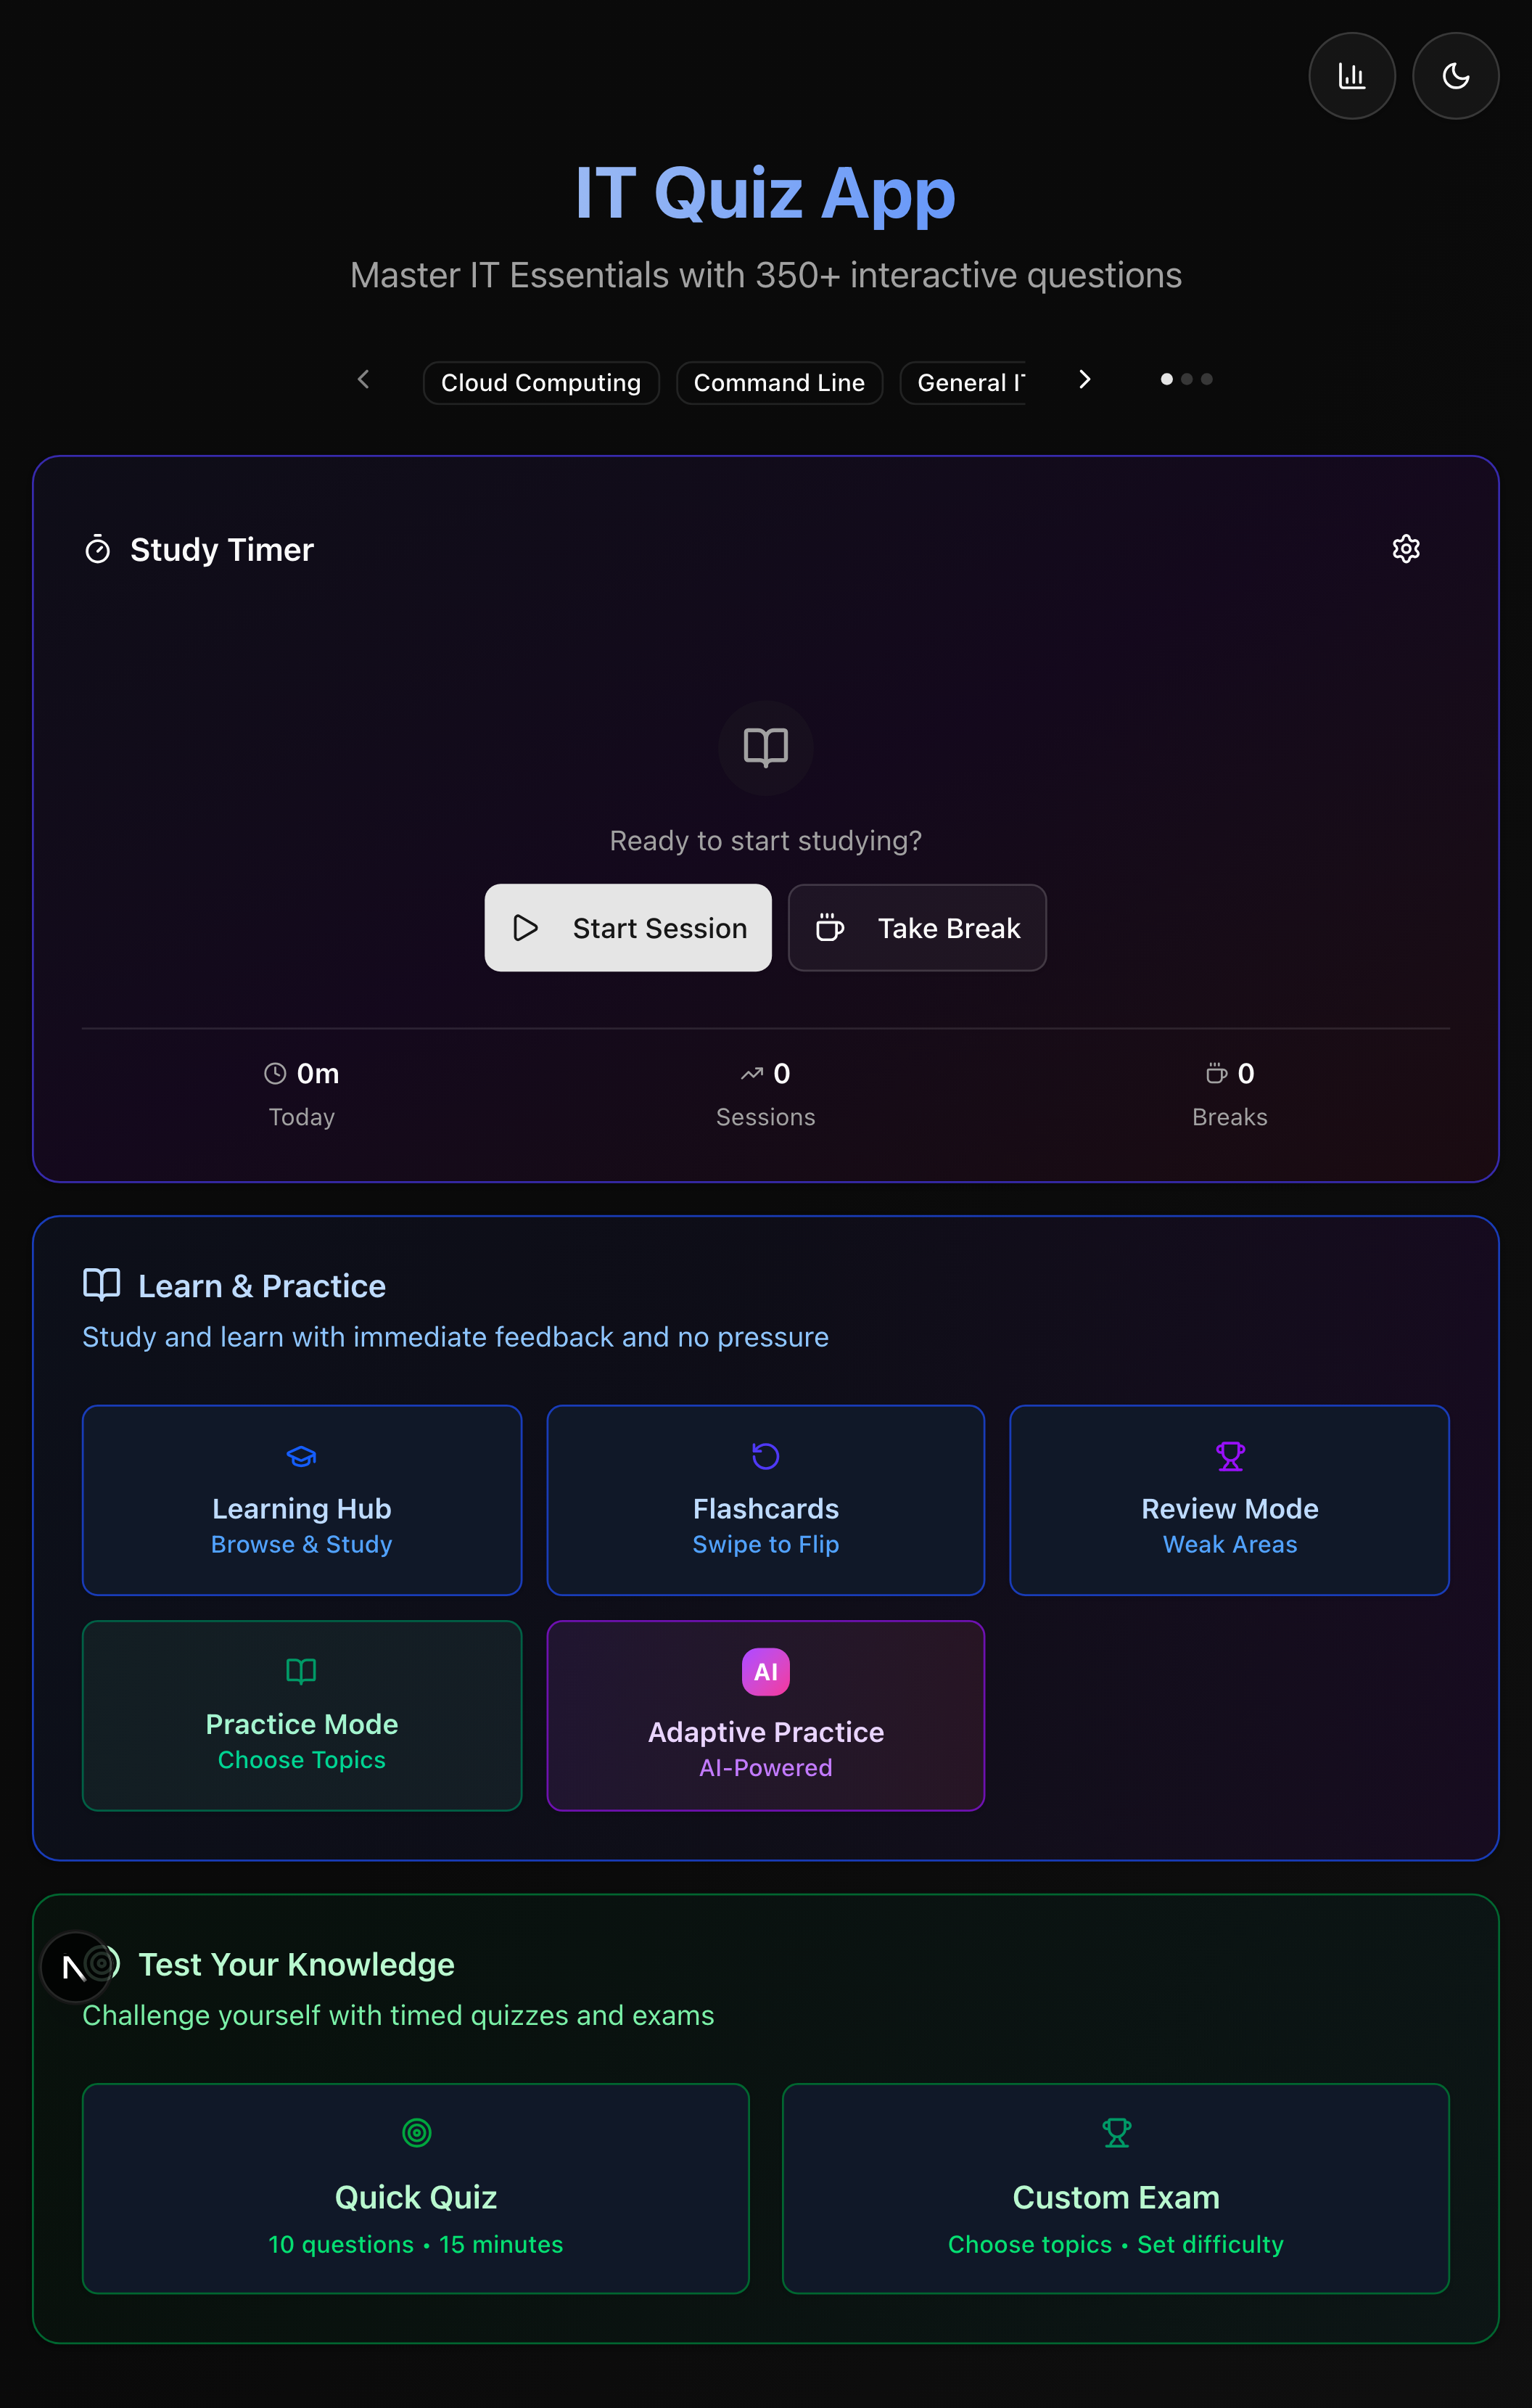 IT Quiz App
Master IT Essentials with 350+ interactive questions
Cloud Computing Command Line General IT
Study Timer
Ready to start studying?
Start Session Take Break
0m 0 0
Today Sessions Breaks
Learn & Practice
Study and learn with immediate feedback and no pressure
Learning Hub Flashcards Review Mode
Browse & Study Swipe to Flip Weak Areas
AI
Practice Mode Adaptive Practice
Choose Topics AI-Powered
N Test Your Knowledge
Challenge yourself with timed quizzes and exams
Quick Quiz Custom Exam
10 questions • 15 minutes Choose topics • Set difficulty